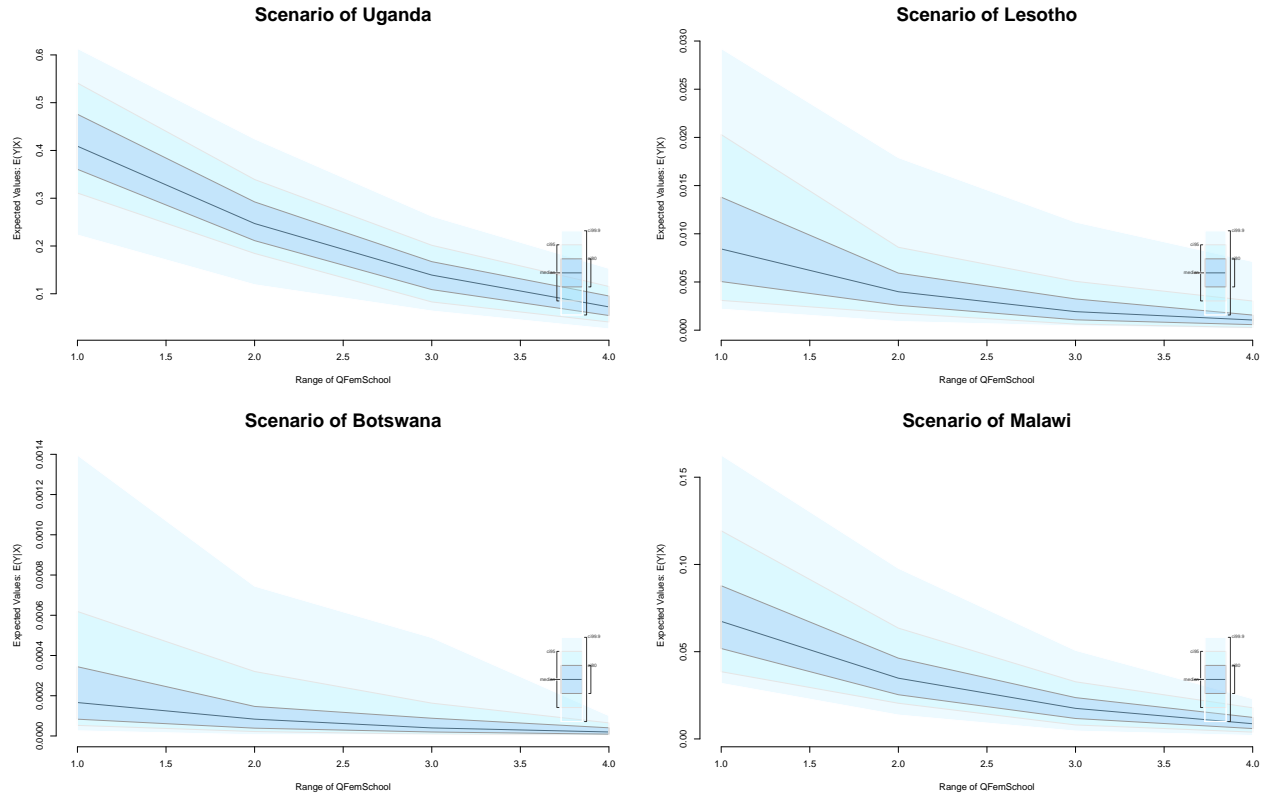 Scenario of Uganda
Expected Values: E(Y|X)
0.6
0.5
0.4
0.3
0.2
0.1
median
1.0 1.5 2.0 2.5 3.0 3.5 4.0
Range of QFemSchool
Scenario of Lesotho
Expected Values: E(Y|X)
0.030
0.025
0.020
0.015
0.010
0.005
0.000
median
1.0 1.5 2.0 2.5 3.0 3.5 4.0
Range of QFemSchool
Scenario of Botswana
Expected Values: E(Y|X)
0.0014
0.0012
0.0010
0.0008
0.0006
0.0004
0.0002
0.0000
median
1.0 1.5 2.0 2.5 3.0 3.5 4.0
Range of QFemSchool
Scenario of Malawi
Expected Values: E(Y|X)
0.15
0.10
0.05
0.00
median
1.0 1.5 2.0 2.5 3.0 3.5 4.0
Range of QFemSchool